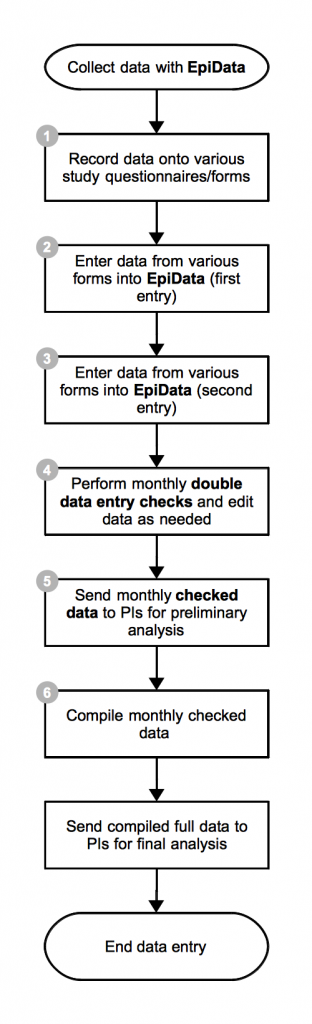 Collect data with EpiData
1
Record data onto various
study questionnaires/forms
2
Enter data from various
forms into EpiData (first
entry)
3
Enter data from various
forms into EpiData (second
entry)
4
Perform monthly double
data entry checks and edit
data as needed
5
Send monthly checked
data to PIs for preliminary
analysis
6
Compile monthly checked
data
Send compiled full data to
PIs for final analysis
End data entry